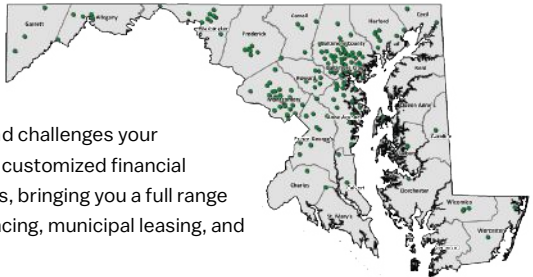 Garrett
Allegany
Frederick
Carroll
Harford
Cecil
Baltimore County
Howard
Montgomery
Kent
Queen Anne's
Anne Arundel
Prince George's
Charles
Calvert
St. Mary's
Dorchester
Wicomico
Worcester
nd challenges your
customized financial
s, bringing you a full range
ncing, municipal leasing, and